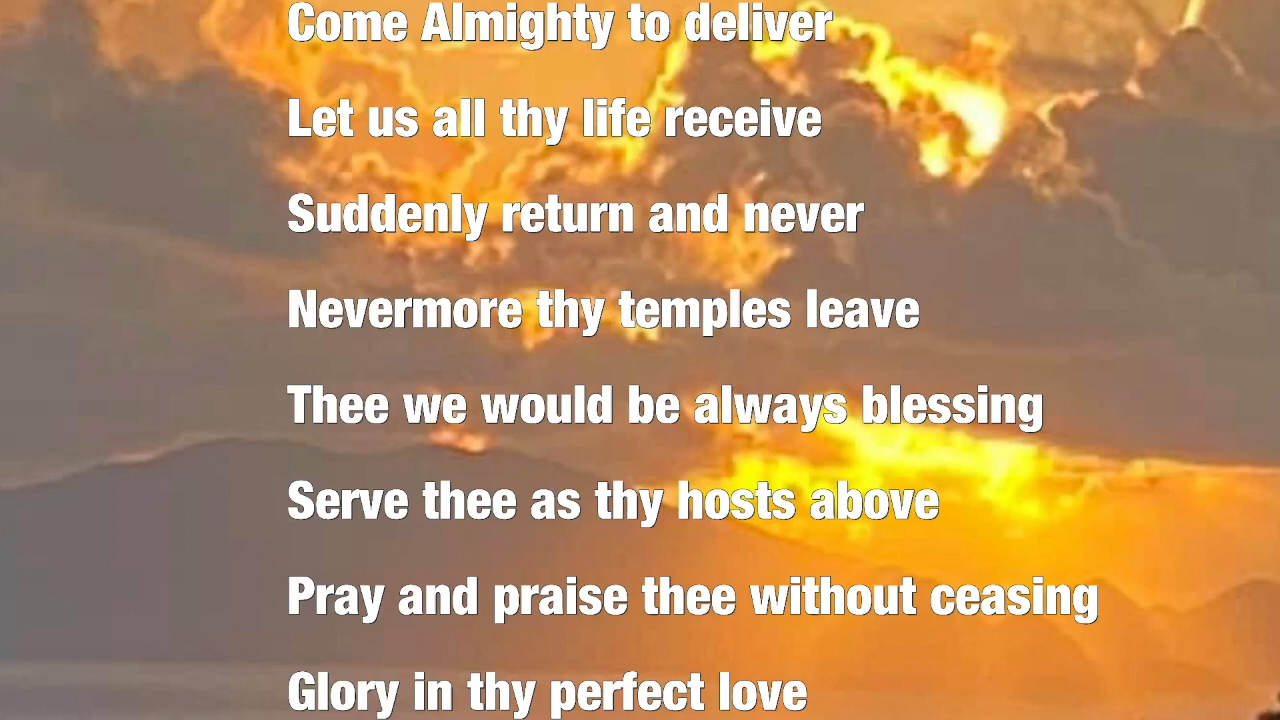 Come Almighty to deliver
Let us all thy life receive
Suddenly return and never
Nevermore thy temples leave
Thee we would be always blessing
Serve thee as thy hosts above
Pray and praise thee without ceasing
Glory in thy perfect love